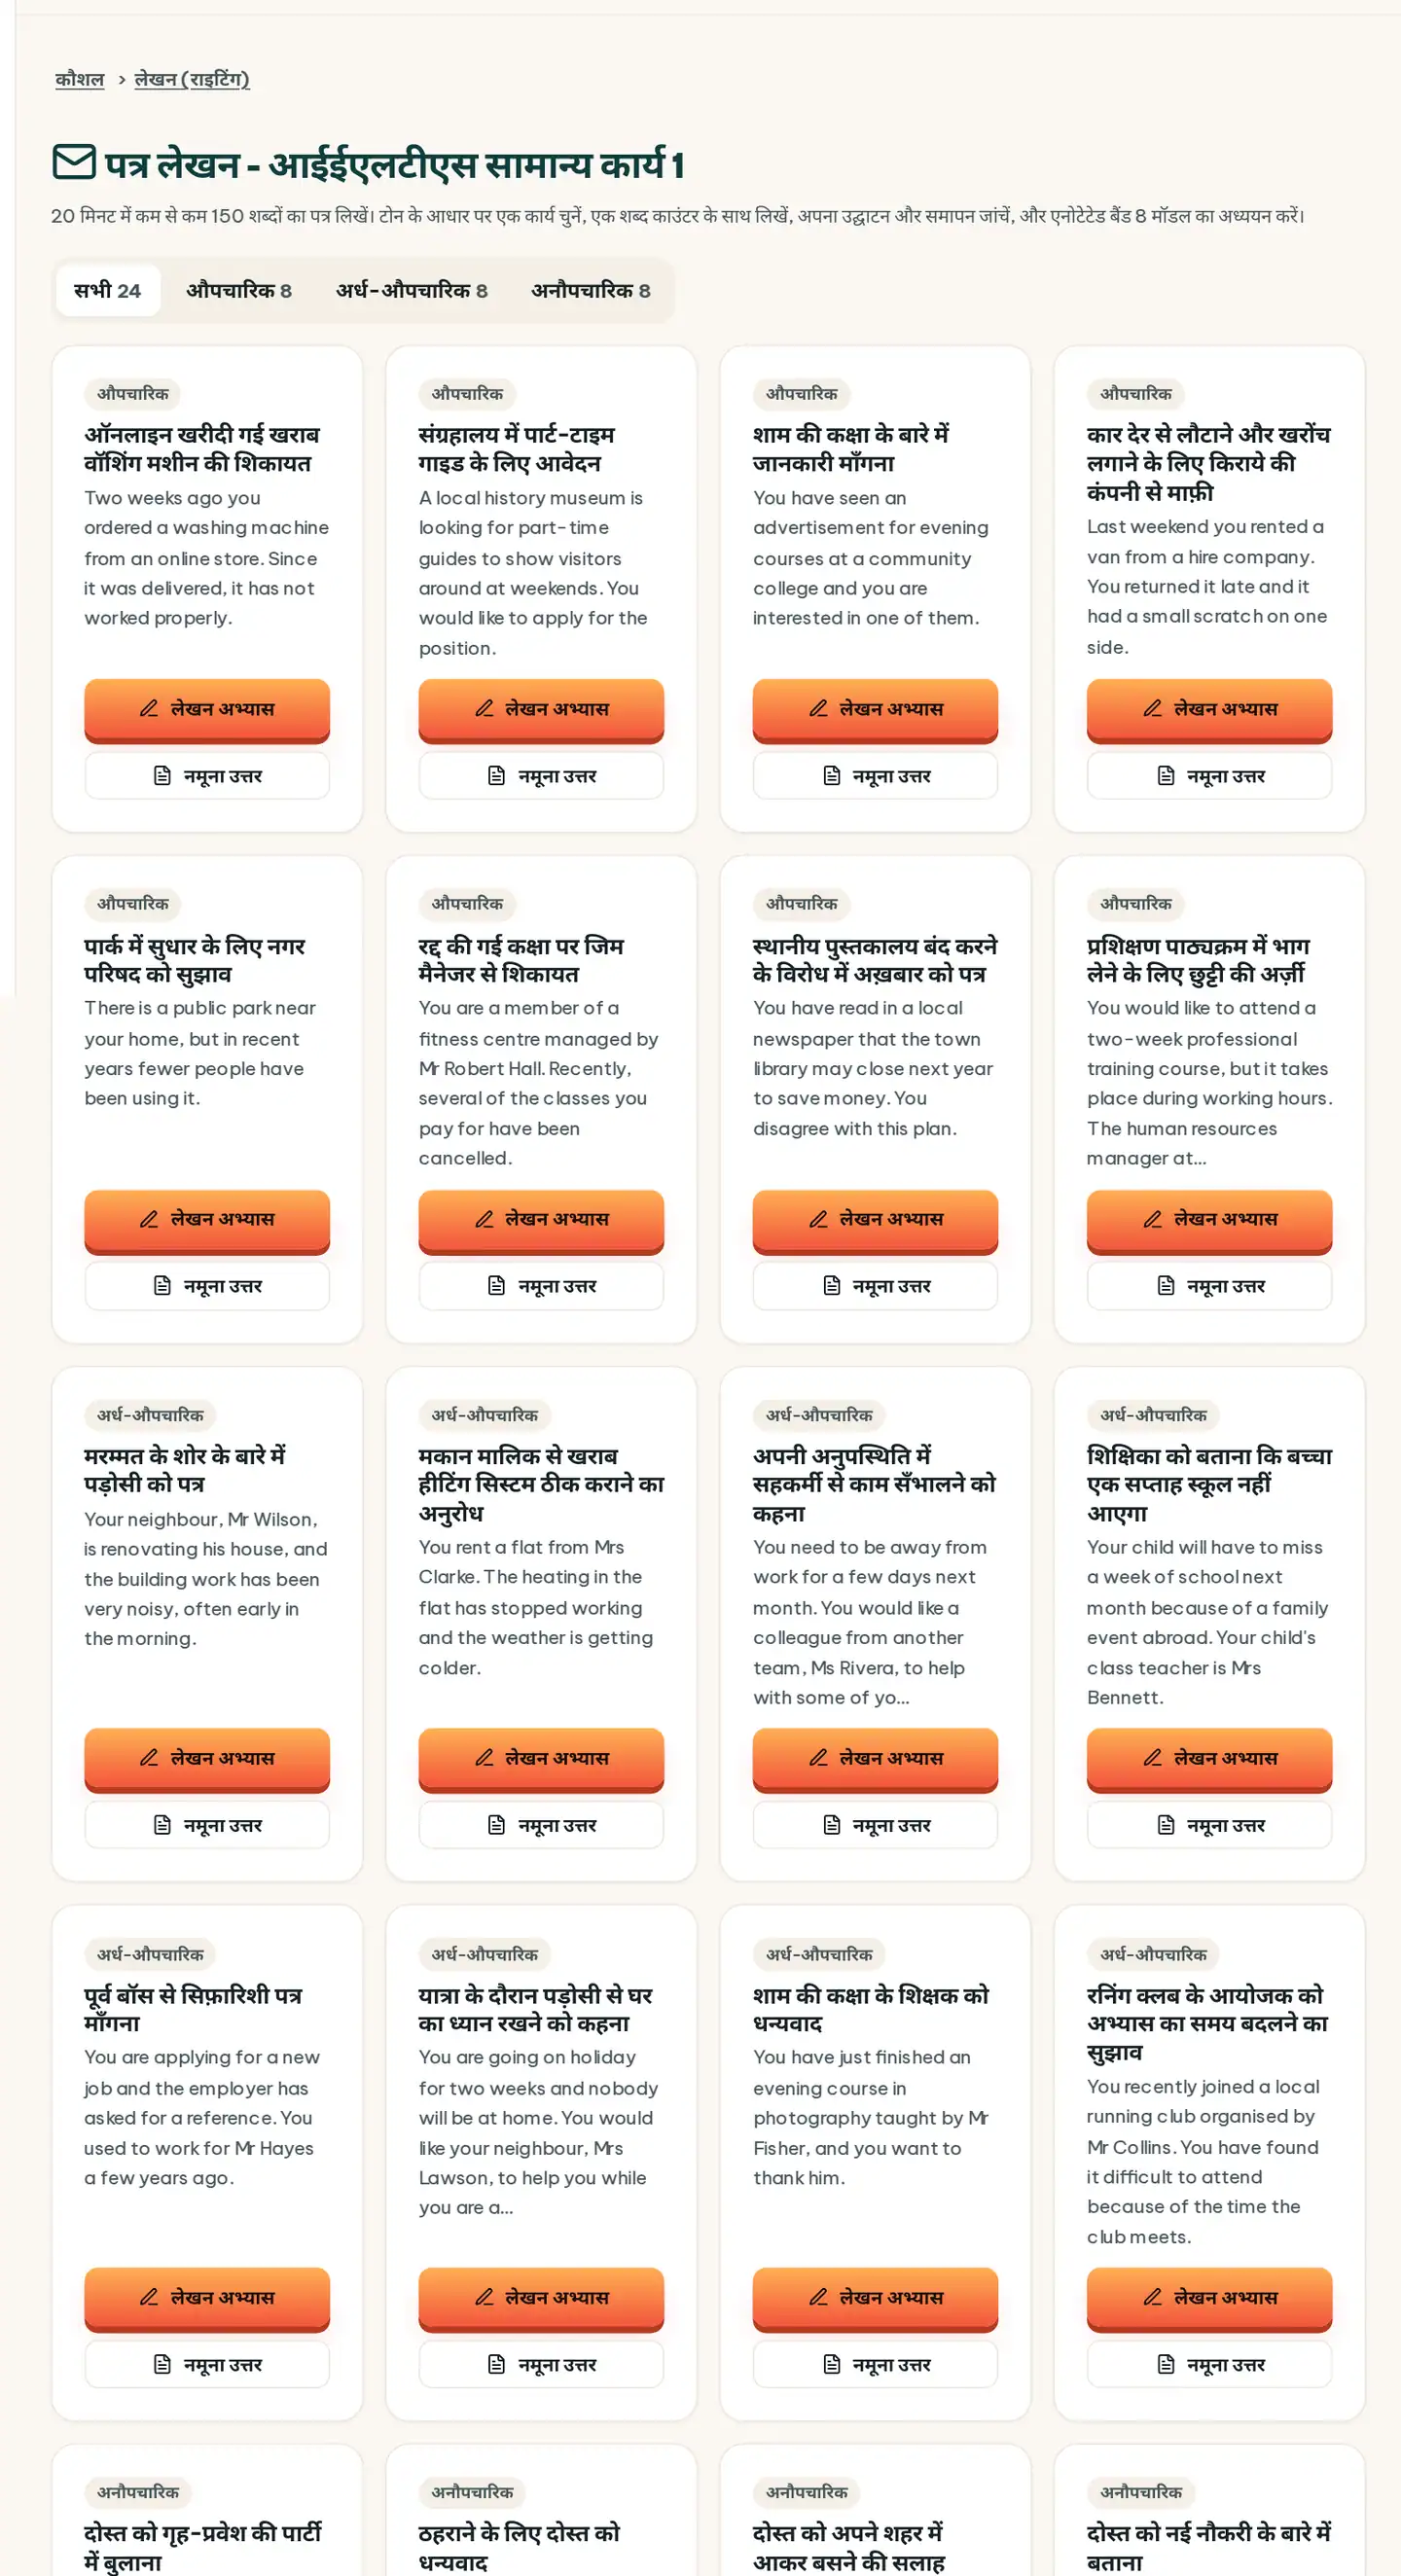 कौशल › लेखन (राइटिंग)
पत्र लेखन - आईईएलटीएस सामान्य कार्य 1
20 मिनट में कम से कम 150 शब्दों का पत्र लिखें। टोन के आधार पर एक कार्य चुनें, एक शब्द काउंटर के साथ लिखें, अपना उद्घाटन और समापन जांचें, और एनोटेटेड बैंड 8 मॉडल का अध्ययन करें।
सभी 24 औपचारिक 8 अर्ध-औपचारिक 8 अनौपचारिक 8
औपचारिक
ऑनलाइन खरीदी गई खराब
वॉशिंग मशीन की शिकायत
Two weeks ago you
ordered a washing machine
from an online store. Since
it was delivered, it has not
worked properly.
लेखन अभ्यास
नमूना उत्तर
औपचारिक
संग्रहालय में पार्ट-टाइम
गाइड के लिए आवेदन
A local history museum is
looking for part-time
guides to show visitors
around at weekends. You
would like to apply for the
position.
लेखन अभ्यास
नमूना उत्तर
औपचारिक
शाम की कक्षा के बारे में
जानकारी माँगना
You have seen an
advertisement for evening
courses at a community
college and you are
interested in one of them.
लेखन अभ्यास
नमूना उत्तर
औपचारिक
कार देर से लौटाने और खरोंच
लगाने के लिए किराये की
कंपनी से माफ़ी
Last weekend you rented a
van from a hire company.
You returned it late and it
had a small scratch on one
side.
लेखन अभ्यास
नमूना उत्तर
औपचारिक
पार्क में सुधार के लिए नगर
परिषद को सुझाव
There is a public park near
your home, but in recent
years fewer people have
been using it.
लेखन अभ्यास
नमूना उत्तर
औपचारिक
रद्द की गई कक्षा पर जिम
मैनेजर से शिकायत
You are a member of a
fitness centre managed by
Mr Robert Hall. Recently,
several of the classes you
pay for have been
cancelled.
लेखन अभ्यास
नमूना उत्तर
औपचारिक
स्थानीय पुस्तकालय बंद करने
के विरोध में अख़बार को पत्र
You have read in a local
newspaper that the town
library may close next year
to save money. You
disagree with this plan.
लेखन अभ्यास
नमूना उत्तर
औपचारिक
प्रशिक्षण पाठ्यक्रम में भाग
लेने के लिए छुट्टी की अर्ज़ी
You would like to attend a
two-week professional
training course, but it takes
place during working hours.
The human resources
manager at...
लेखन अभ्यास
नमूना उत्तर
अर्ध-औपचारिक
मरम्मत के शोर के बारे में
पड़ोसी को पत्र
Your neighbour, Mr Wilson,
is renovating his house, and
the building work has been
very noisy, often early in
the morning.
लेखन अभ्यास
नमूना उत्तर
अर्ध-औपचारिक
मकान मालिक से खराब
हीटिंग सिस्टम ठीक कराने का
अनुरोध
You rent a flat from Mrs
Clarke. The heating in the
flat has stopped working
and the weather is getting
colder.
लेखन अभ्यास
नमूना उत्तर
अर्ध-औपचारिक
अपनी अनुपस्थिति में
सहकर्मी से काम सँभालने को
कहना
You need to be away from
work for a few days next
month. You would like a
colleague from another
team, Ms Rivera, to help
with some of yo...
लेखन अभ्यास
नमूना उत्तर
अर्ध-औपचारिक
शिक्षिका को बताना कि बच्चा
एक सप्ताह स्कूल नहीं
आएगा
Your child will have to miss
a week of school next
month because of a family
event abroad. Your child's
class teacher is Mrs
Bennett.
लेखन अभ्यास
नमूना उत्तर
अर्ध-औपचारिक
पूर्व बॉस से सिफ़ारिशी पत्र
माँगना
You are applying for a new
job and the employer has
asked for a reference. You
used to work for Mr Hayes
a few years ago.
लेखन अभ्यास
नमूना उत्तर
अर्ध-औपचारिक
यात्रा के दौरान पड़ोसी से घर
का ध्यान रखने को कहना
You are going on holiday
for two weeks and nobody
will be at home. You would
like your neighbour, Mrs
Lawson, to help you while
you are a...
लेखन अभ्यास
नमूना उत्तर
अर्ध-औपचारिक
शाम की कक्षा के शिक्षक को
धन्यवाद
You have just finished an
evening course in
photography taught by Mr
Fisher, and you want to
thank him.
लेखन अभ्यास
नमूना उत्तर
अर्ध-औपचारिक
रनिंग क्लब के आयोजक को
अभ्यास का समय बदलने का
सुझाव
You recently joined a local
running club organised by
Mr Collins. You have found
it difficult to attend
because of the time the
club meets.
लेखन अभ्यास
नमूना उत्तर
अनौपचारिक
दोस्त को गृह-प्रवेश की पार्टी
में बुलाना
अनौपचारिक
ठहराने के लिए दोस्त को
धन्यवाद
अनौपचारिक
दोस्त को अपने शहर में
आकर बसने की सलाह
अनौपचारिक
दोस्त को नई नौकरी के बारे में
बताना